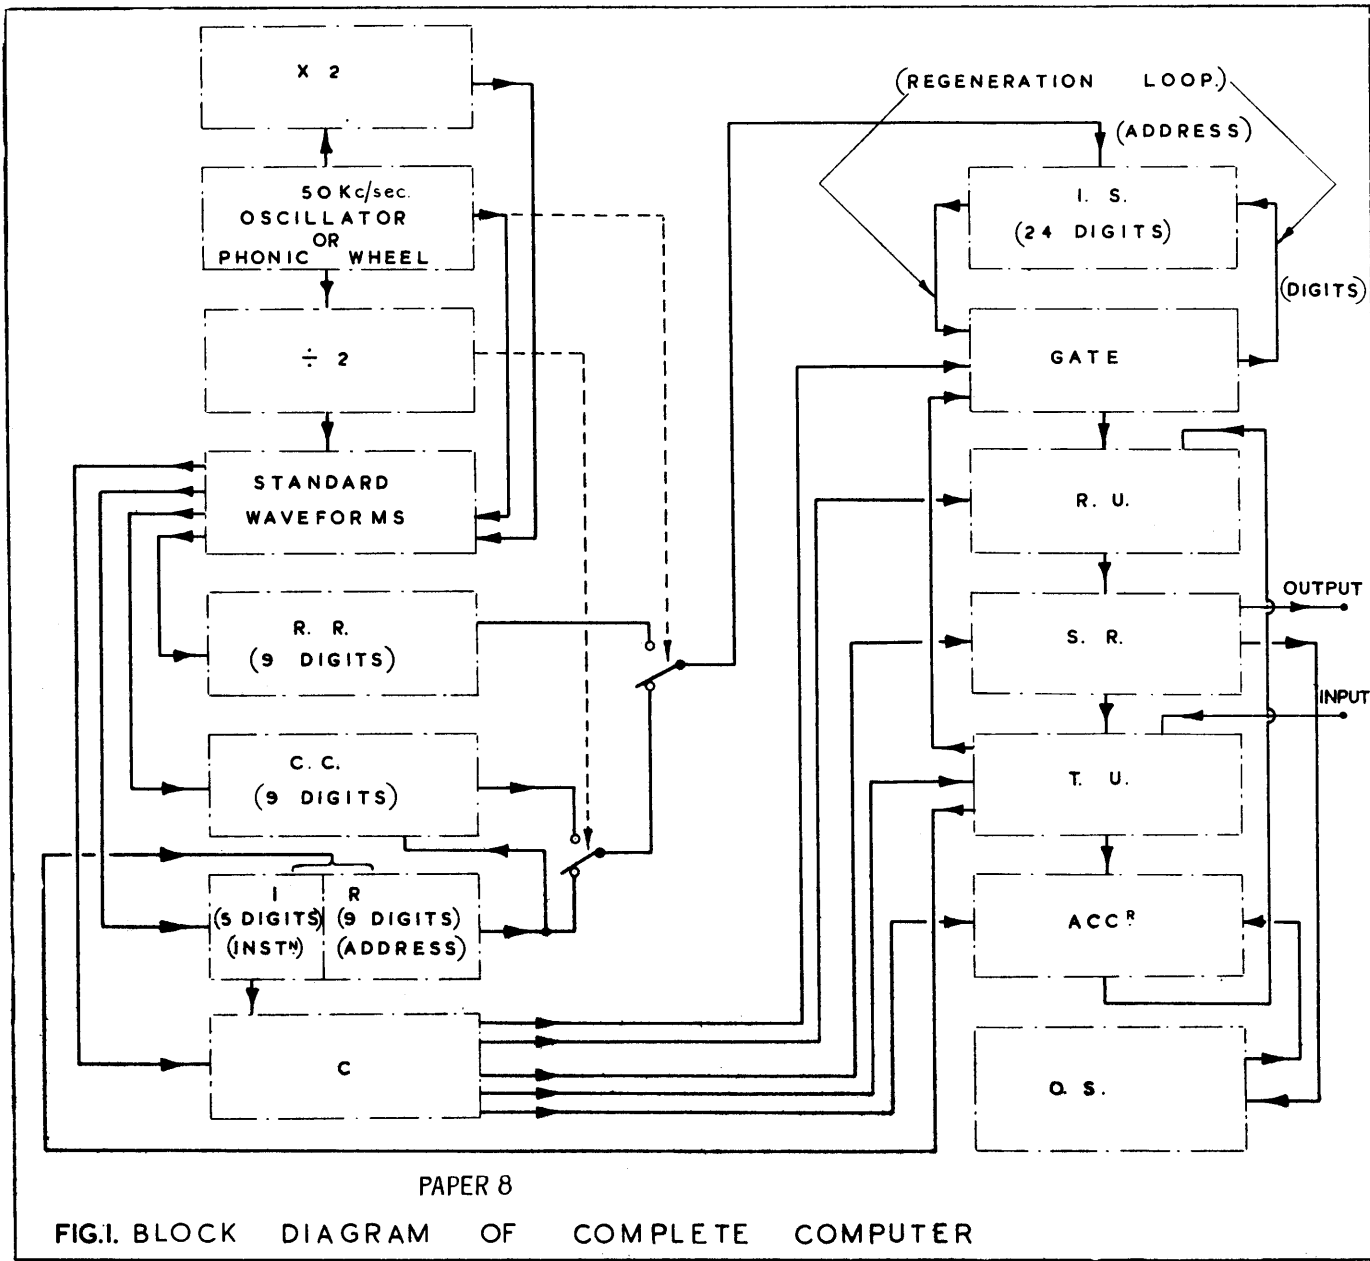 X 2
50 Kc/sec.
OSCILLATOR
OR
PHONIC WHEEL
÷ 2
STANDARD
WAVEFORMS
R. R.
(9 DIGITS)
C. C.
(9 DIGITS)
I
(5 DIGITS)
(INSTN)
R
(9 DIGITS)
(ADDRESS)
C
(REGENERATION LOOP.)
(ADDRESS)
I. S.
(24 DIGITS)
(DIGITS)
GATE
R. U.
OUTPUT
S. R.
INPUT
T. U.
ACCR
O. S.
PAPER 8
FIG.1. BLOCK DIAGRAM OF COMPLETE COMPUTER